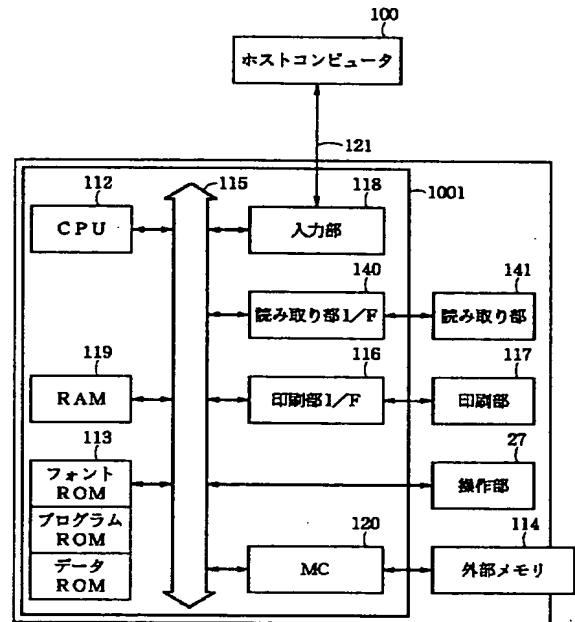 100
ホストコンピュータ
121
112
115
118
1001
CPU
入力部
140
141
読み取り部I/F
読み取り部
119
116
117
RAM
印刷部I/F
印刷部
113
27
フォント
ROM
操作部
プログラム
ROM
120
114
データ
ROM
MC
外部メモリ